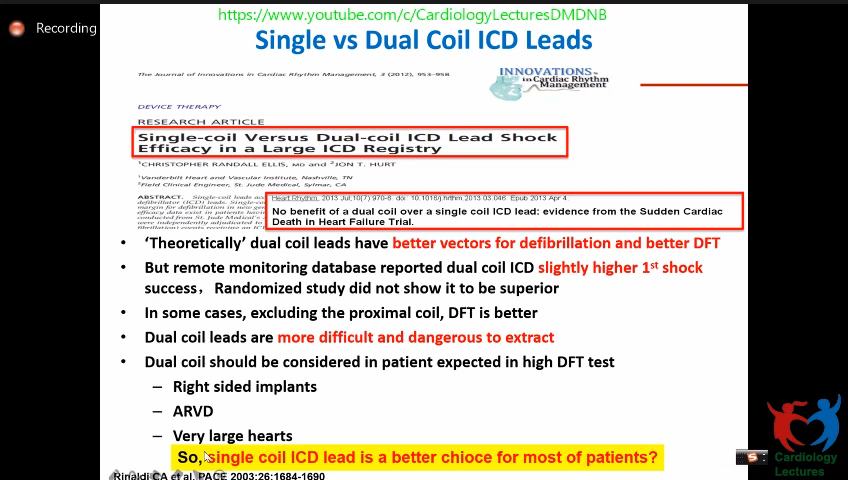 https://www.youtube.com/c/CardiologyLecturesDMDNB
Recording
Single vs Dual Coil ICD Leads
The Journal of Innovations in Cardiac Rhythm Management, 3 (2012), 953–958
INNOVATIONS IN
in Cardiac Rhythm
Management
DEVICE THERAPY
RESEARCH ARTICLE
Single-coil Versus Dual-coil ICD Lead Shock
Efficacy in a Large ICD Registry
¹CHRISTOPHER RANDALL ELLIS, MD and ²JON T. HURT
¹Vanderbilt Heart and Vascular Institute, Nashville, TN
²Field Clinical Engineer, St. Jude Medical, Sylmar, CA
ABSTRACT. Single-coil leads
Heart Rhythm. 2013 Jul;10(7) 970-6. doi: 10.1016/j.hrthm.2013.03.046. Epub 2013 Apr 4.
No benefit of a dual coil over a single coil ICD lead: evidence from the Sudden Cardiac
Death in Heart Failure Trial.
• ‘Theoretically’ dual coil leads have better vectors for defibrillation and better DFT
• But remote monitoring database reported dual coil ICD slightly higher 1st shock
success，Randomized study did not show it to be superior
• In some cases, excluding the proximal coil, DFT is better
• Dual coil leads are more difficult and dangerous to extract
• Dual coil should be considered in patient expected in high DFT test
– Right sided implants
– ARVD
– Very large hearts
So, single coil ICD lead is a better chioce for most of patients?
Rinaldi CA et al. PACE 2003:26:1684-1690
Cardiology
Lectures